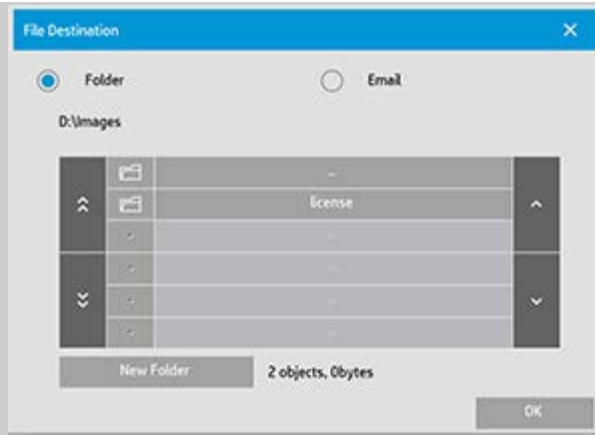 File Destination
Folder
Email
D:\Images
..
license
New Folder
2 objects, 0bytes
OK